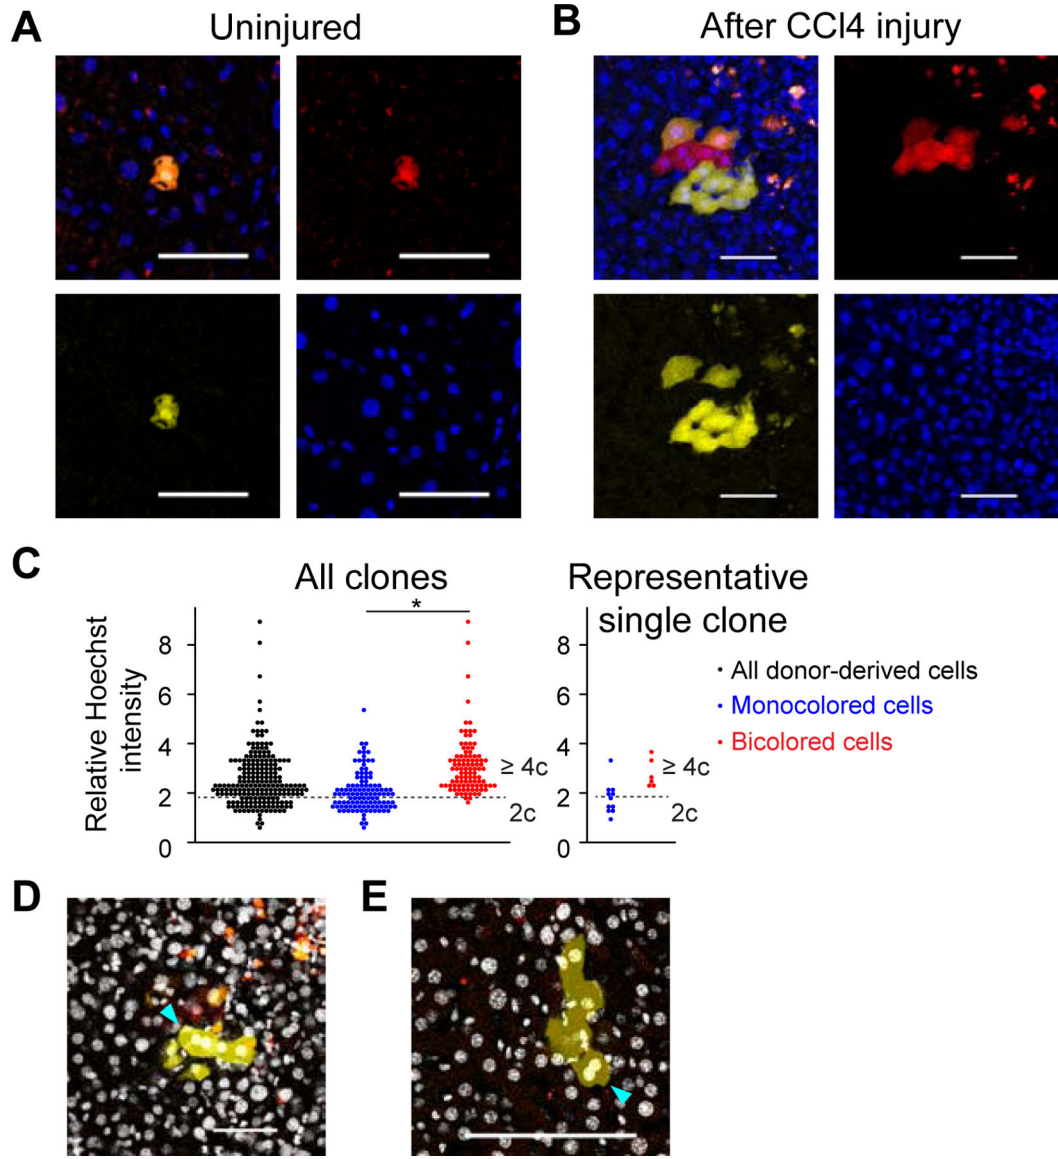 A
Uninjured
B
After CCl4 injury
C
All clones
Representative
single clone
*
Relative Hoechst
intensity
8
6
4
2
0
≥ 4c
2c
8
6
4
2
0
≥ 4c
2c
All donor-derived cells
Monocolored cells
Bicolored cells
D
E